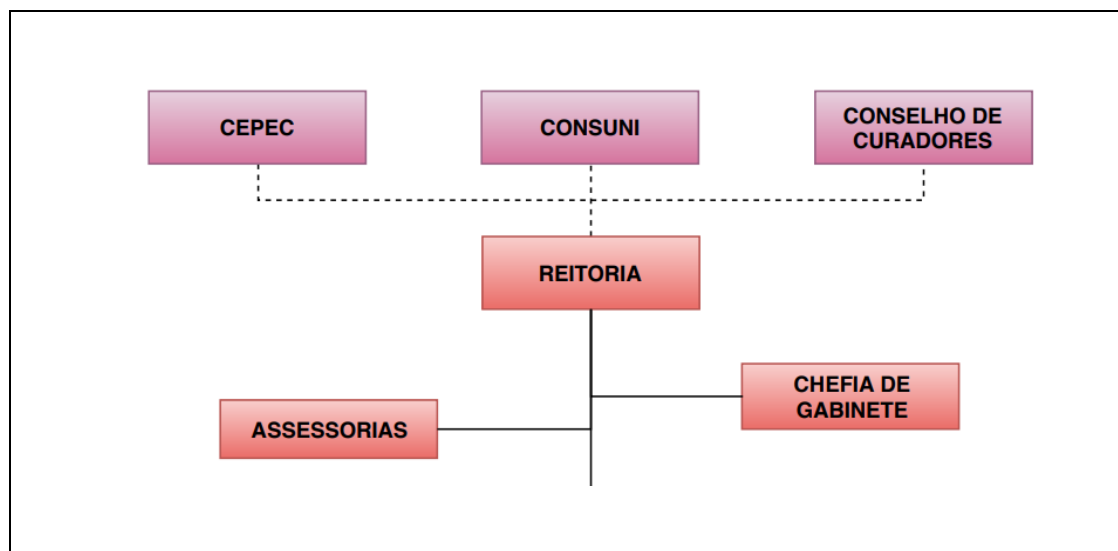 CEPEC
CONSUNI
CONSELHO DE
CURADORES
REITORIA
CHEFIA DE
GABINETE
ASSESSORIAS